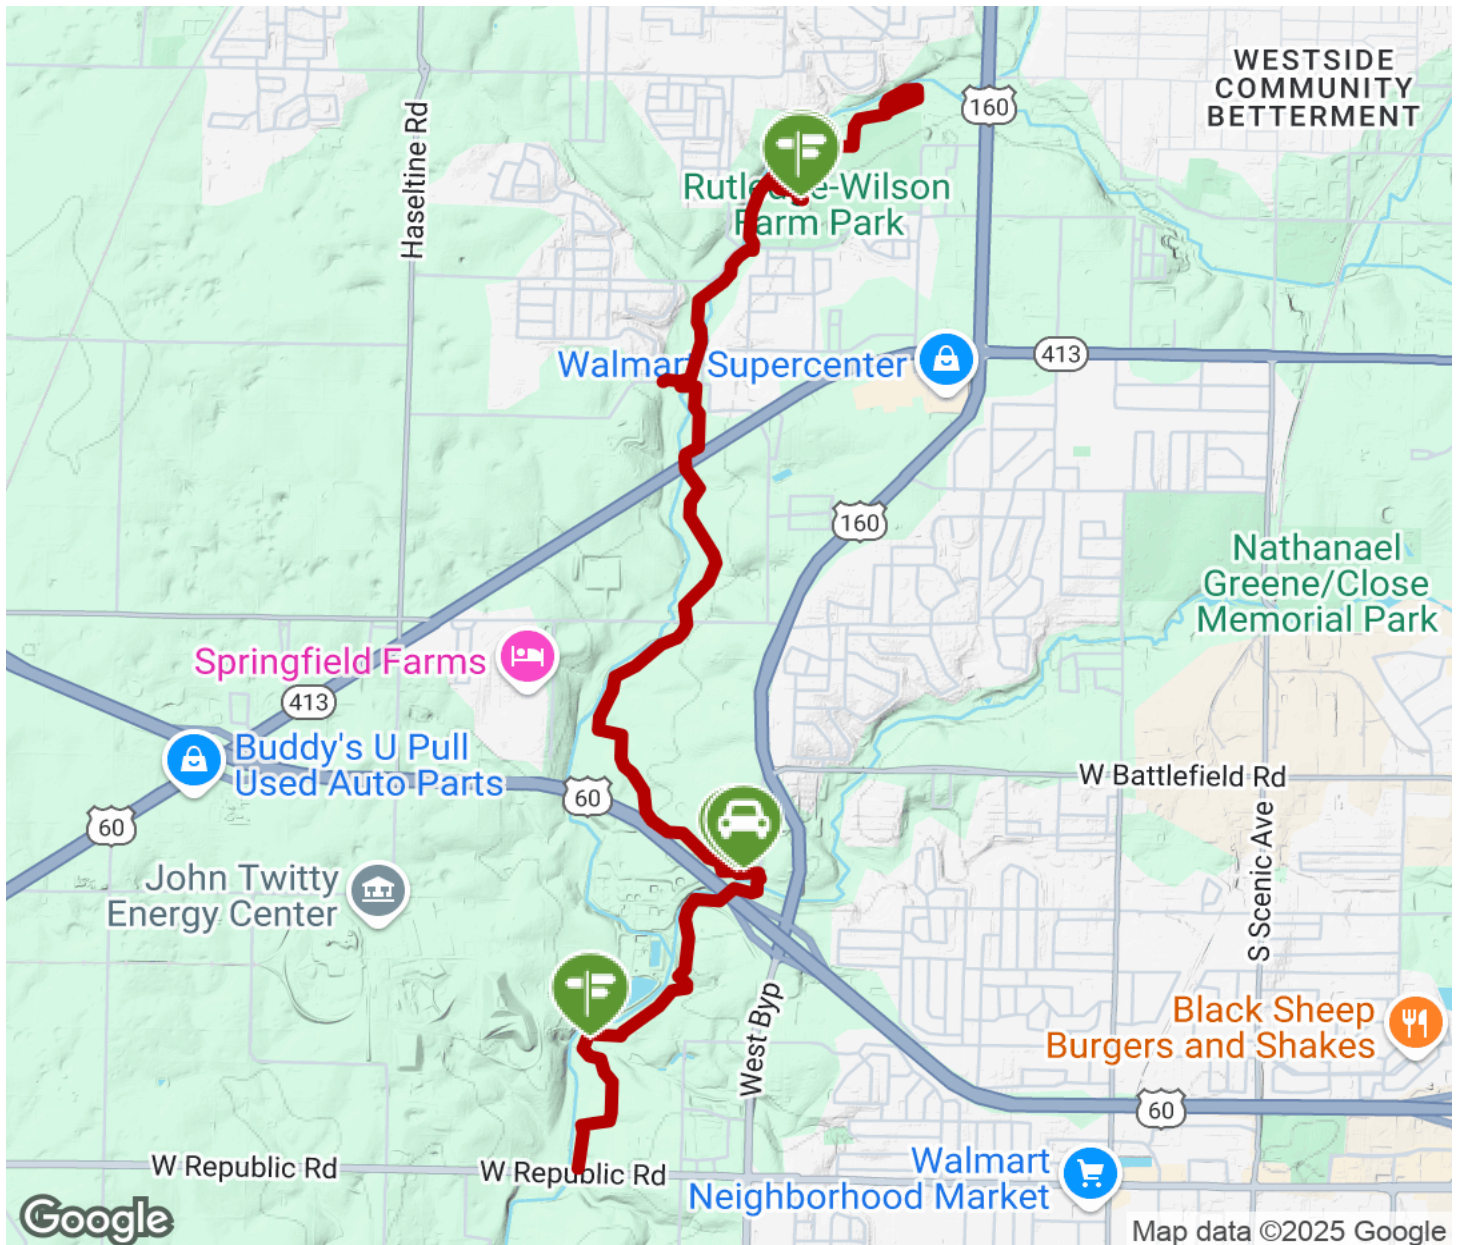 WESTSIDE
COMMUNITY
BETTERMENT
160
Haseltine Rd
Rutledge-Wilson
Farm Park
Walmart Supercenter
413
160
Nathanael
Greene/Close
Memorial Park
Springfield Farms
413
Buddy's U Pull
Used Auto Parts
60
60
W Battlefield Rd
John Twitty
Energy Center
S Scenic Ave
West Byp
Black Sheep
Burgers and Shakes
60
W Republic Rd
W Republic Rd
Walmart
Neighborhood Market
Google
Map data ©2025 Google